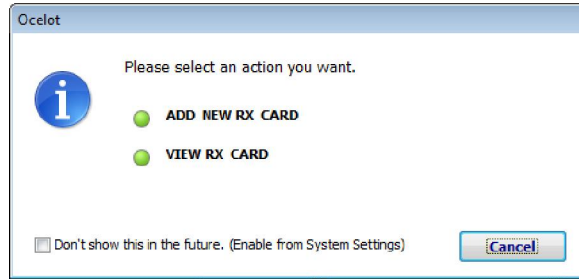 Ocelot
Please select an action you want.
ADD NEW RX CARD
VIEW RX CARD
Don't show this in the future. (Enable from System Settings)
Cancel